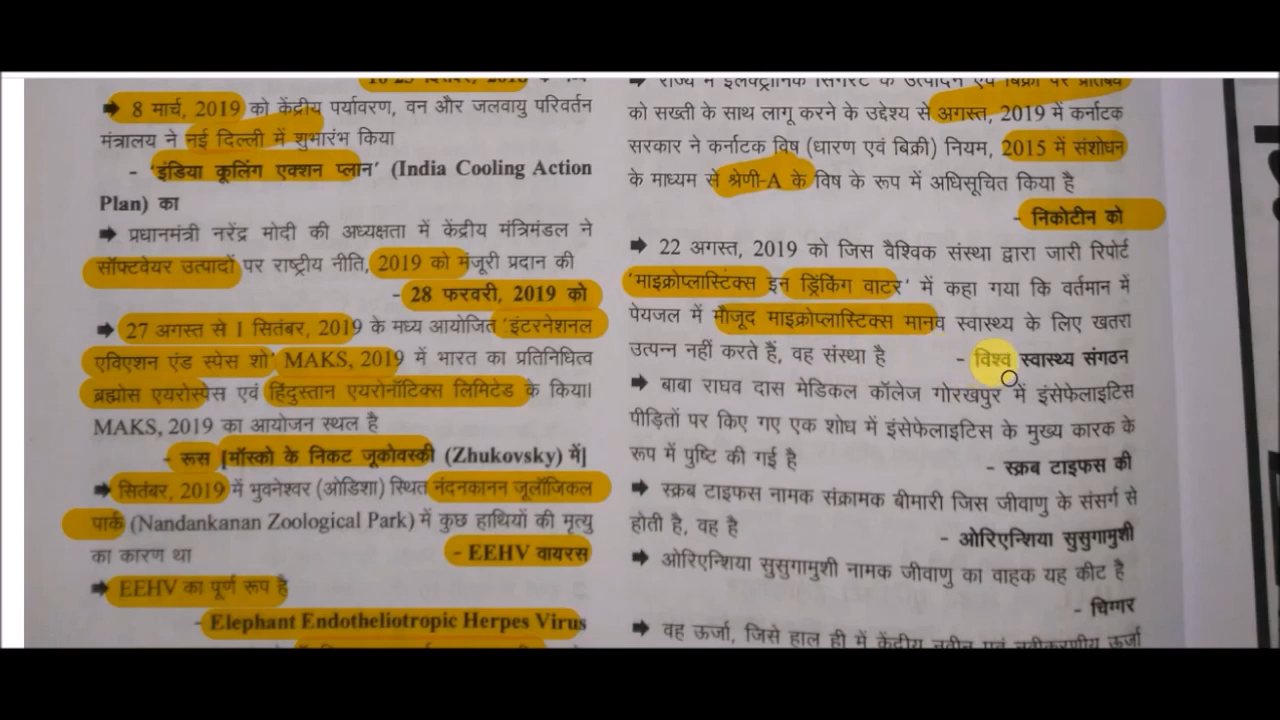 ➡ 8 मार्च, 2019 को केंद्रीय पर्यावरण, वन और जलवायु परिवर्तन
मंत्रालय ने नई दिल्ली में शुभारंभ किया
- 'इंडिया कूलिंग एक्शन प्लान' (India Cooling Action
Plan) का
➡ प्रधानमंत्री नरेंद्र मोदी की अध्यक्षता में केंद्रीय मंत्रिमंडल ने
सॉफ्टवेयर उत्पादों पर राष्ट्रीय नीति, 2019 को मंजूरी प्रदान की
- 28 फरवरी, 2019 को
➡ 27 अगस्त से 1 सितंबर, 2019 के मध्य आयोजित 'इंटरनेशनल
एविएशन एंड स्पेस शो' MAKS, 2019 में भारत का प्रतिनिधित्व
ब्रह्मोस एयरोस्पेस एवं हिंदुस्तान एयरोनॉटिक्स लिमिटेड के किया।
MAKS, 2019 का आयोजन स्थल है
- रूस [मॉस्को के निकट जूकोवस्की (Zhukovsky) में]
➡ सितंबर, 2019 में भुवनेश्वर (ओडिशा) स्थित नंदनकानन जूलॉजिकल
पार्क (Nandankanan Zoological Park) में कुछ हाथियों की मृत्यु
का कारण था - EEHV वायरस
➡ EEHV का पूर्ण रूप है
- Elephant Endotheliotropic Herpes Virus
राज्य में इलेक्ट्रॉनिक सिगरेट के उत्पादन एवं बिक्री पर प्रतिबंध
को सख्ती के साथ लागू करने के उद्देश्य से अगस्त, 2019 में कर्नाटक
सरकार ने कर्नाटक विष (धारण एवं बिक्री) नियम, 2015 में संशोधन
के माध्यम से श्रेणी-A के विष के रूप में अधिसूचित किया है
- निकोटीन को
➡ 22 अगस्त, 2019 को जिस वैश्विक संस्था द्वारा जारी रिपोर्ट
'माइक्रोप्लास्टिक्स इन ड्रिंकिंग वाटर' में कहा गया कि वर्तमान में
पेयजल में मौजूद माइक्रोप्लास्टिक्स मानव स्वास्थ्य के लिए खतरा
उत्पन्न नहीं करते हैं, वह संस्था है - विश्व स्वास्थ्य संगठन
➡ बाबा राघव दास मेडिकल कॉलेज गोरखपुर में इंसेफेलाइटिस
पीड़ितों पर किए गए एक शोध में इंसेफेलाइटिस के मुख्य कारक के
रूप में पुष्टि की गई है - स्क्रब टाइफस की
➡ स्क्रब टाइफस नामक संक्रामक बीमारी जिस जीवाणु के संसर्ग से
होती है, वह है - ओरिएन्शिया सुसुगामुशी
➡ ओरिएन्शिया सुसुगामुशी नामक जीवाणु का वाहक यह कीट है
- चिग्गर
➡ वह ऊर्जा, जिसे हाल ही में केंद्रीय नवीन एवं नवीकरणीय ऊर्जा